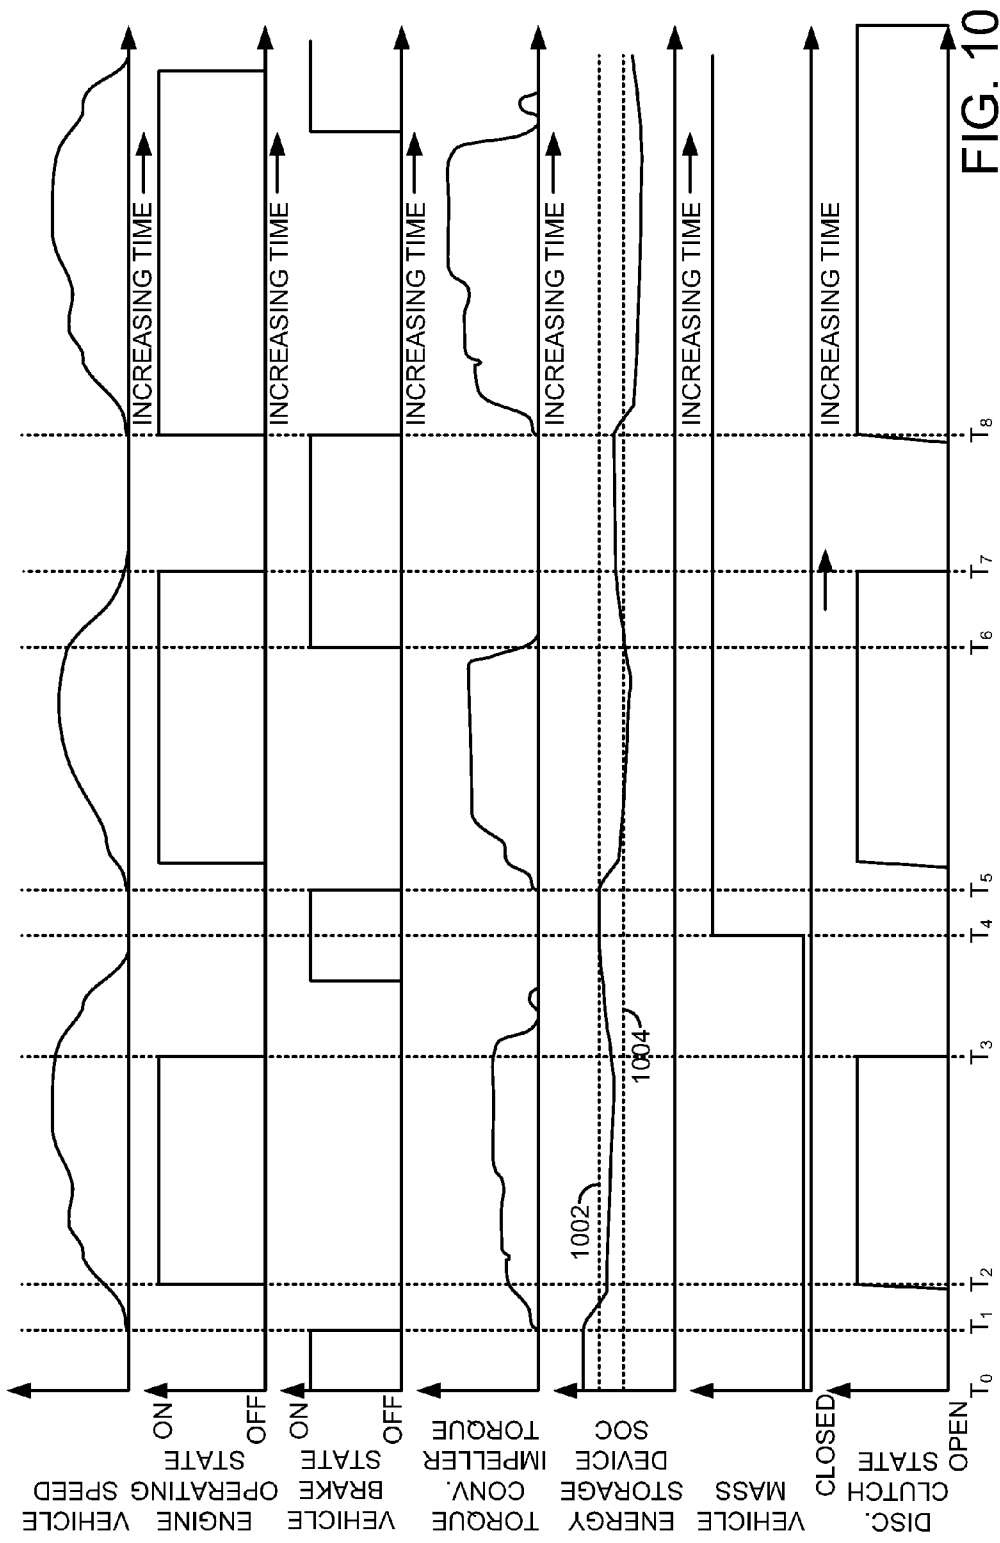 VEHICLE
SPEED
ENGINE
OPERATING
STATE
ON
OFF
INCREASING TIME
VEHICLE
BRAKE
STATE
ON
OFF
INCREASING TIME
TORQUE
CONV.
IMPELLER
TORQUE
INCREASING TIME
ENERGY
STORAGE
DEVICE
SOC
1002
1004
INCREASING TIME
VEHICLE
MASS
INCREASING TIME
DISC.
CLUTCH
STATE
CLOSED
OPEN
INCREASING TIME
T0 T1 T2 T3 T4 T5 T6 T7 T8
FIG. 10